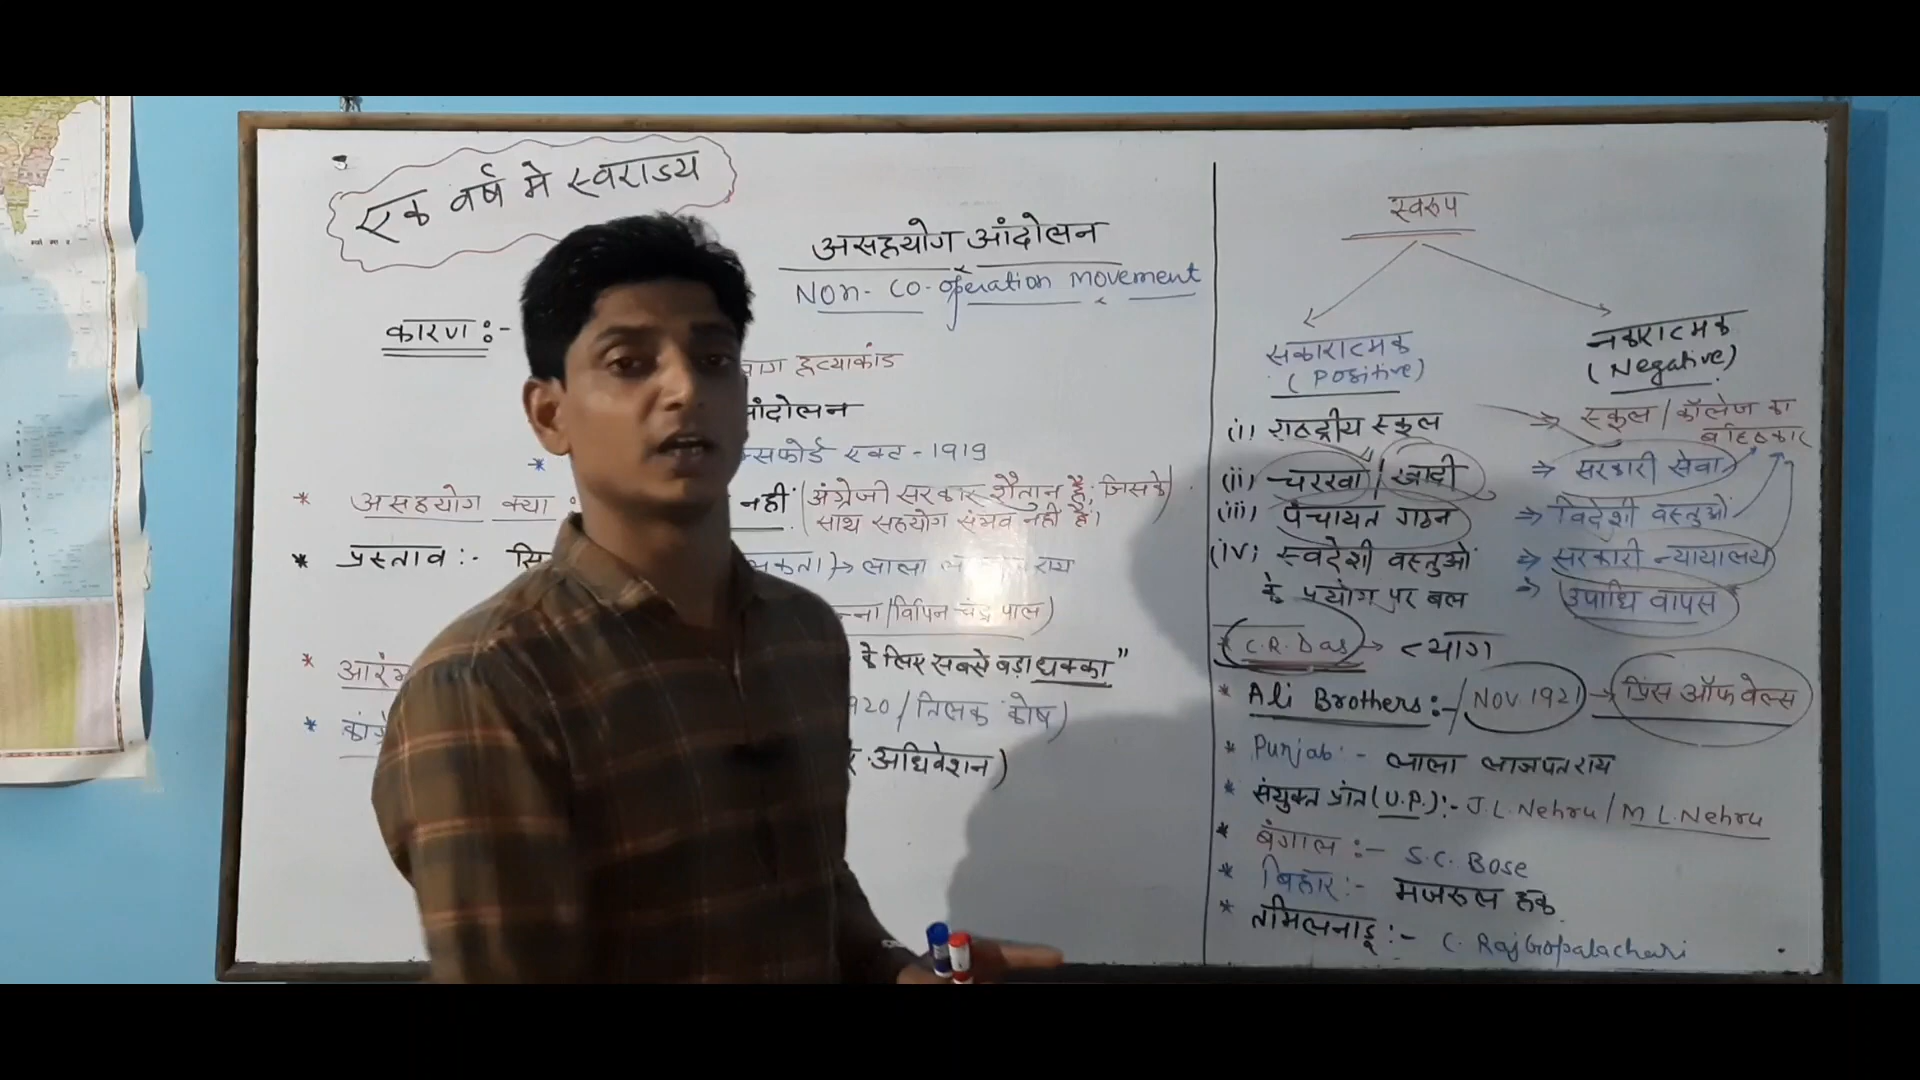 एक वर्ष मे स्वराज्य
असहयोग आंदोलन
Non-Co-operation movement
कारण :-
बाग हत्याकांड
आंदोलन
* म्सफोर्ड एक्ट - 1919
* असहयोग क्यो : नहीं (अंग्रेजी सरकार शैतान है, जिसके
साथ सहयोग संभव नहीं है।
* प्रस्ताव :- सि कता) → लाला राय
न्ना/विपिन चंद्र पाल)
* आरं के लिए सबसे बड़ा धक्का"
* कांग्रे 1920 / तिलक कोष)
र अधिवेशन)
स्वरूप
सकारात्मक
(Positive)
(i) राष्ट्रीय स्कूल
(ii) चरखा / खादी
(iii) पंचायत गठन
(iv) स्वदेशी वस्तुओं
के प्रयोग पर बल
नकारात्मक
(Negative)
⇒ स्कूल / कॉलेज का
बहिष्कार
⇒ सरकारी सेवा
⇒ विदेशी वस्तुओं
⇒ सरकारी न्यायालय
⇒ उपाधि वापस
* C.R. Das → त्याग
* Ali Brothers :- / NOV. 1921 → प्रिंस ऑफ वेल्स
* Punjab :- लाला लाजपत राय
* संयुक्त प्रांत (U.P.) :- J.L. Nehru / M.L. Nehru
* बंगाल :- S.C. Bose
* बिहार :- मजरूल हक
* तमिलनाडू :- C. RajGopalachari